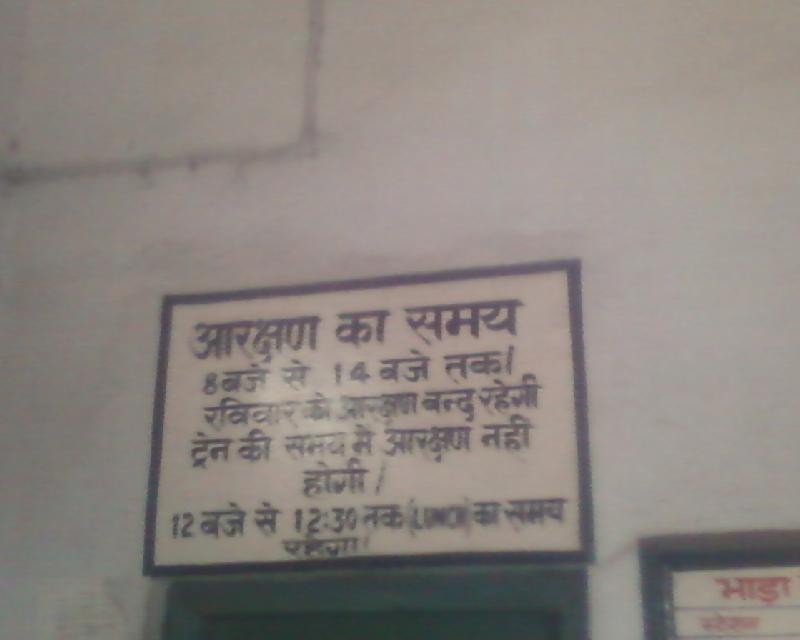 आरक्षण का समय
8 बजे से 14 बजे तक।
रविवार को आरक्षण बन्द रहेगी
ट्रेन की समय मे आरक्षण नही
होगी।
12 बजे से 12:30 तक (LUNCH) का समय
रहेगा।
भाड़ा
स्टेशन